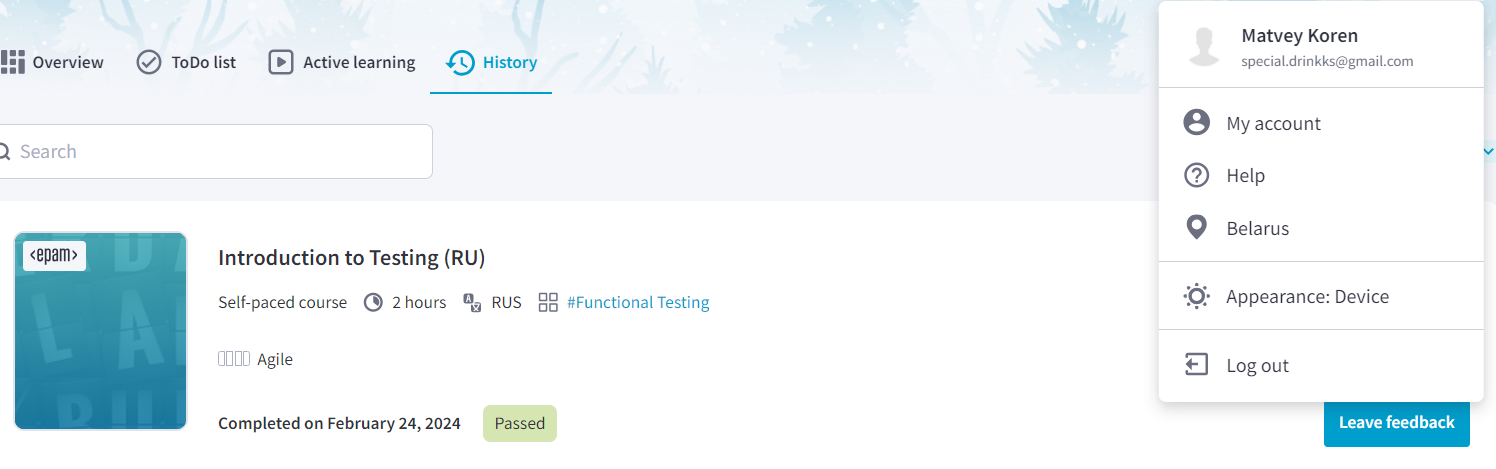 Overview ToDo list Active learning History
Search
<epam>
Introduction to Testing (RU)
Self-paced course 2 hours RUS #Functional Testing
Agile
Completed on February 24, 2024 Passed
Matvey Koren
special.drinkks@gmail.com
My account
Help
Belarus
Appearance: Device
Log out
Leave feedback